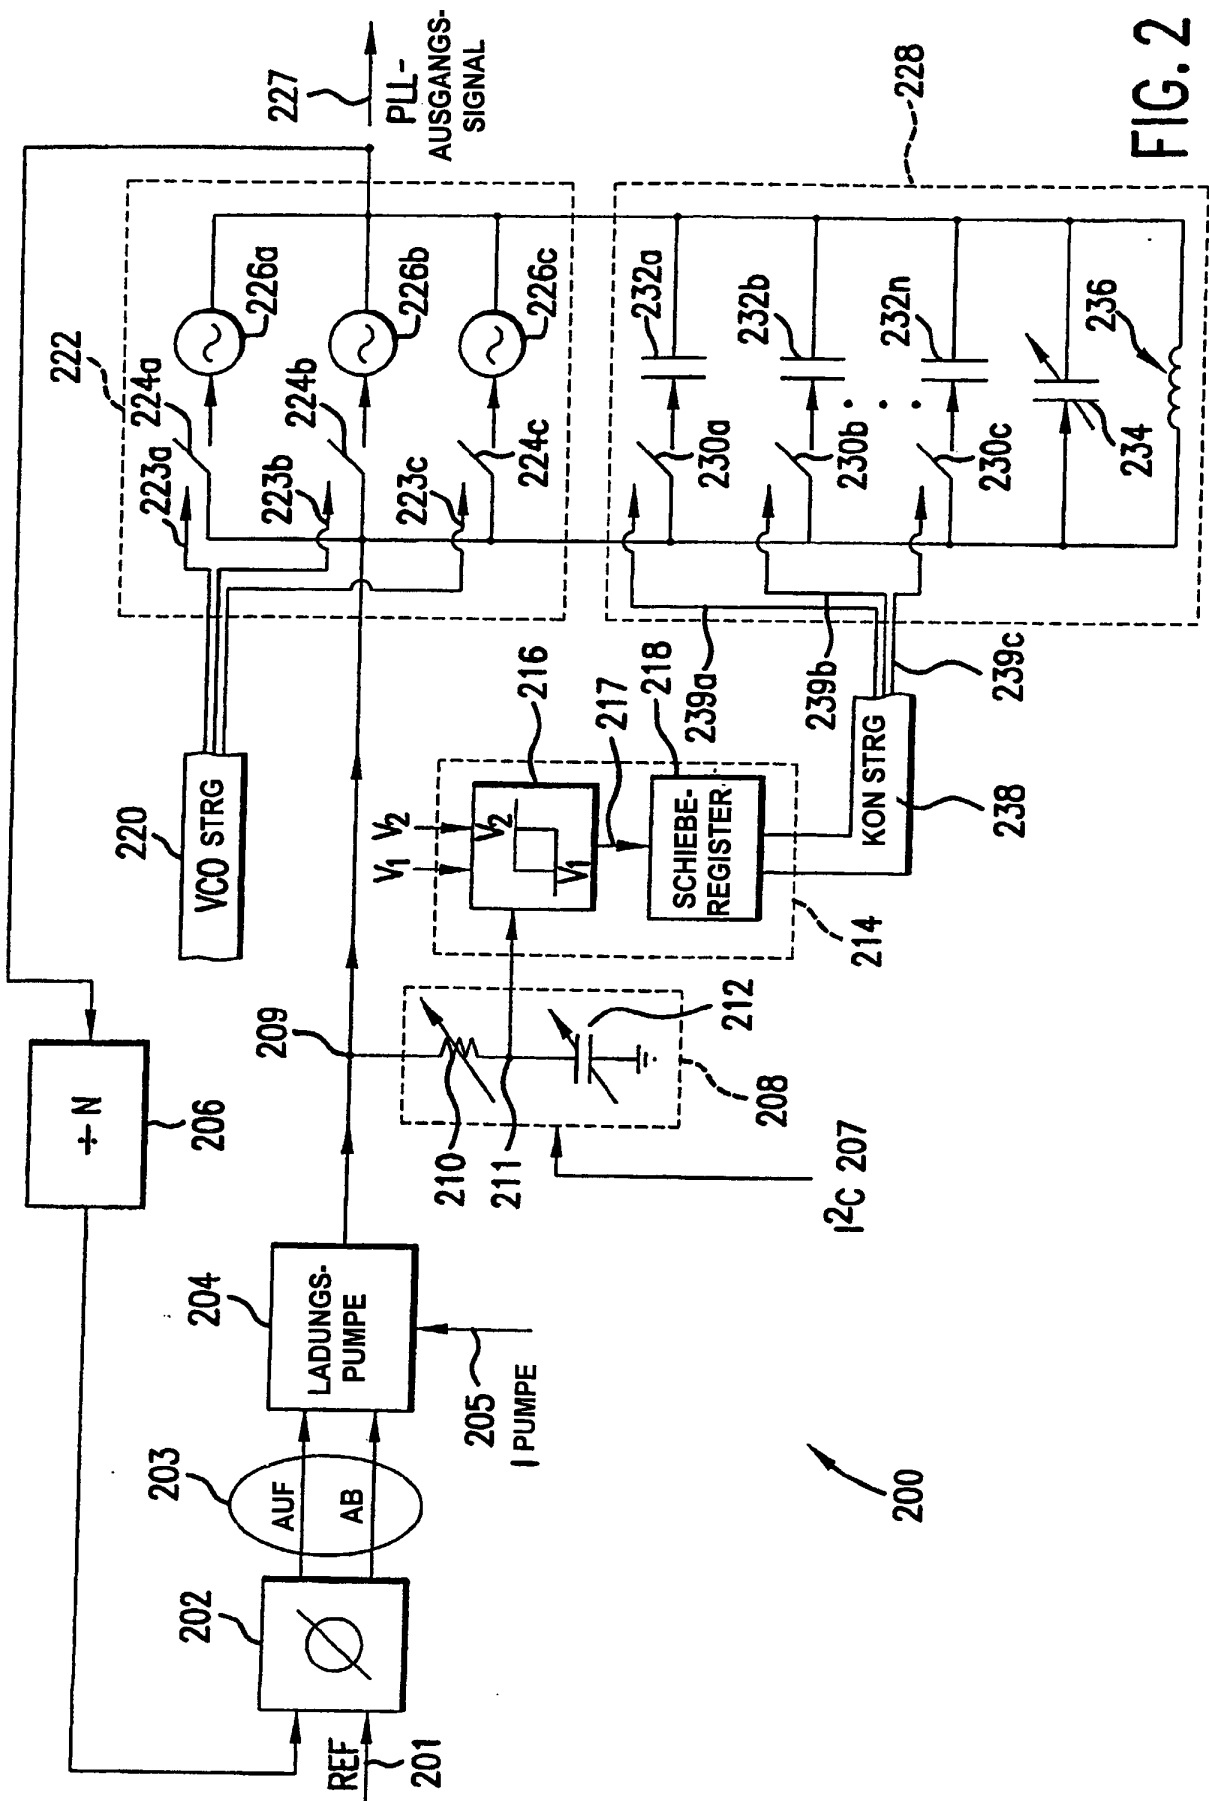 227
PLL-
AUSGANGS-
SIGNAL
222
224a
223a
226a
224b
223b
226b
224c
223c
226c
220
VCO STRG
228
232a
230a
232b
230b
232n
230c
234
236
239a
239b
239c
KON STRG
238
V1
V2
V2
V1
216
217
218
SCHIEBE-
REGISTER
214
209
210
211
212
208
I²C 207
÷ N
206
204
LADUNGS-
PUMPE
205
I PUMPE
203
AUF
AB
202
REF
201
200
FIG. 2